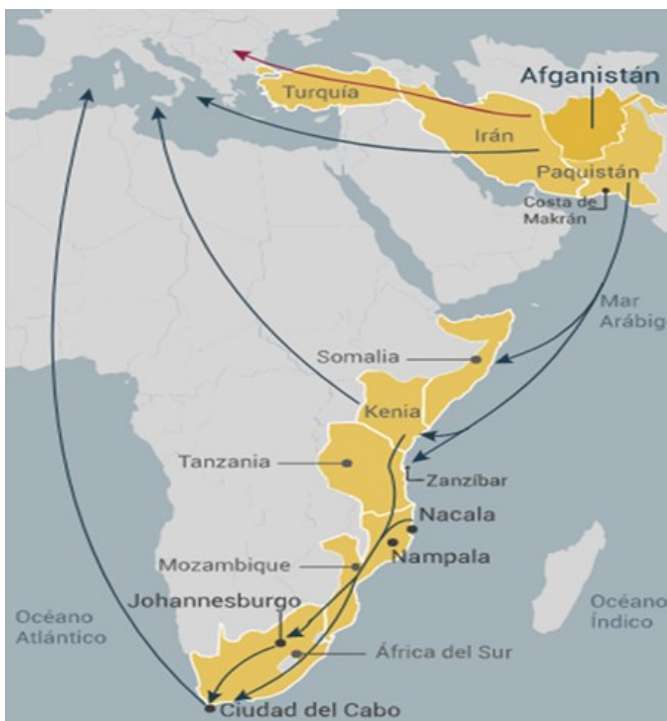 Afganistán
Turquía
Irán
Paquistán
Costa de
Makrán
Mar
Arábig
Somalia
Kenia
Tanzania
Zanzíbar
Nacala
Nampala
Mozambique
Johannesburgo
Océano
Atlántico
Océano
Índico
África del Sur
Ciudad del Cabo